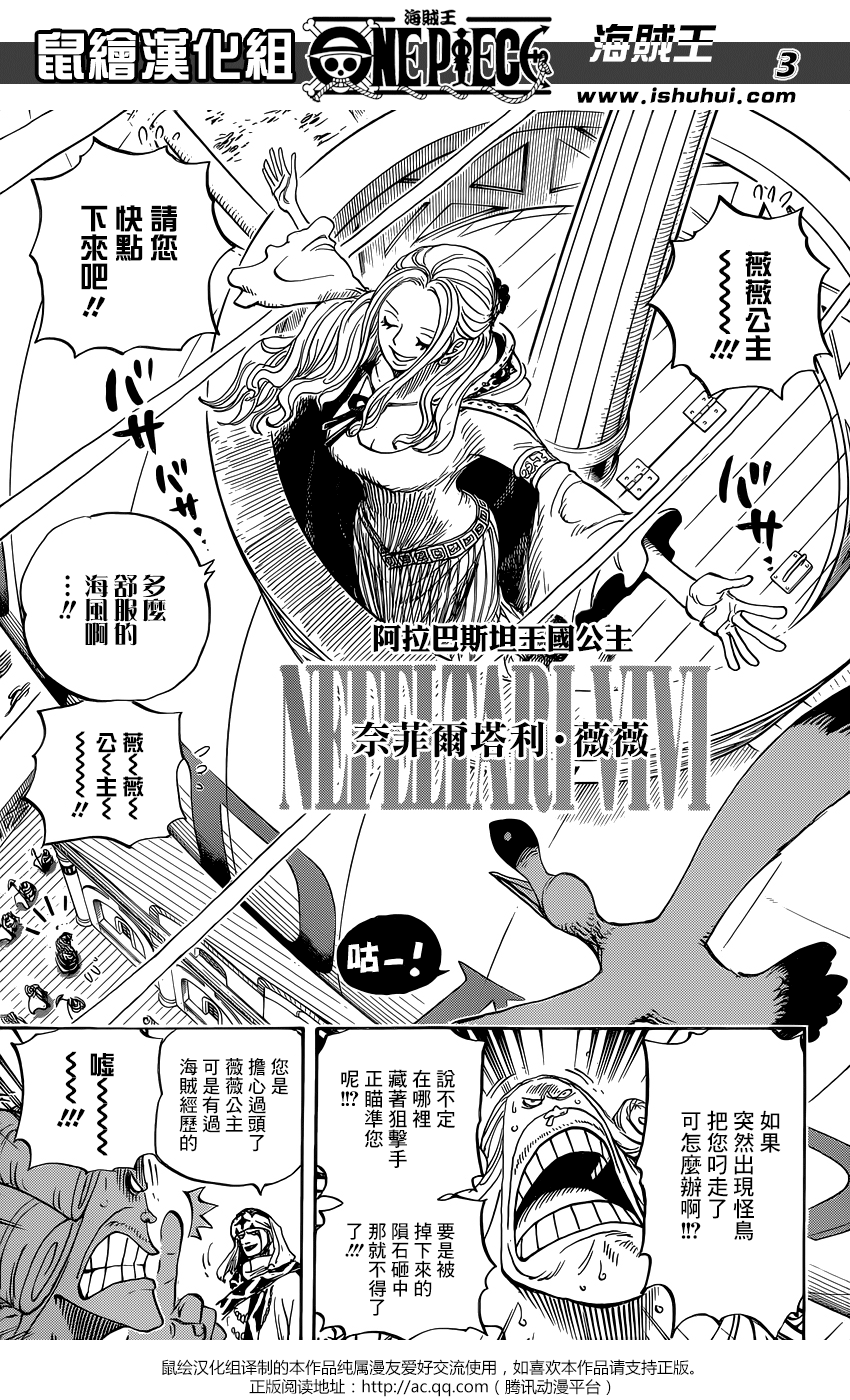 鼠繪漢化組
海賊王
ONE PIECE
海賊王
3
www.ishuhui.com
薇薇公主
~~~~!!!
請您
快點
下來吧!!
バサ
バサッ…
バサッ
多麼
舒服的
海風啊
…!!
阿拉巴斯坦王國公主
NEFELTARI·VIVI
奈菲爾塔利·薇薇
薇~薇~
公~主~
~~~~!!!
咕—!
如果
突然出現怪鳥
把您叼走了
可怎麼辦啊!!?
說不定
在哪裡
藏著狙擊手
正瞄準您
呢!!?
要是被
掉下來的
隕石砸中
那就不得了
了!!!
您是
擔心過頭了
薇薇公主
可是有過
海賊經歷的
噓~~~~
~~~~!!!
鼠绘汉化组译制的本作品纯属漫友爱好交流使用，如喜欢本作品请支持正版。
正版阅读地址：http://ac.qq.com（腾讯动漫平台）